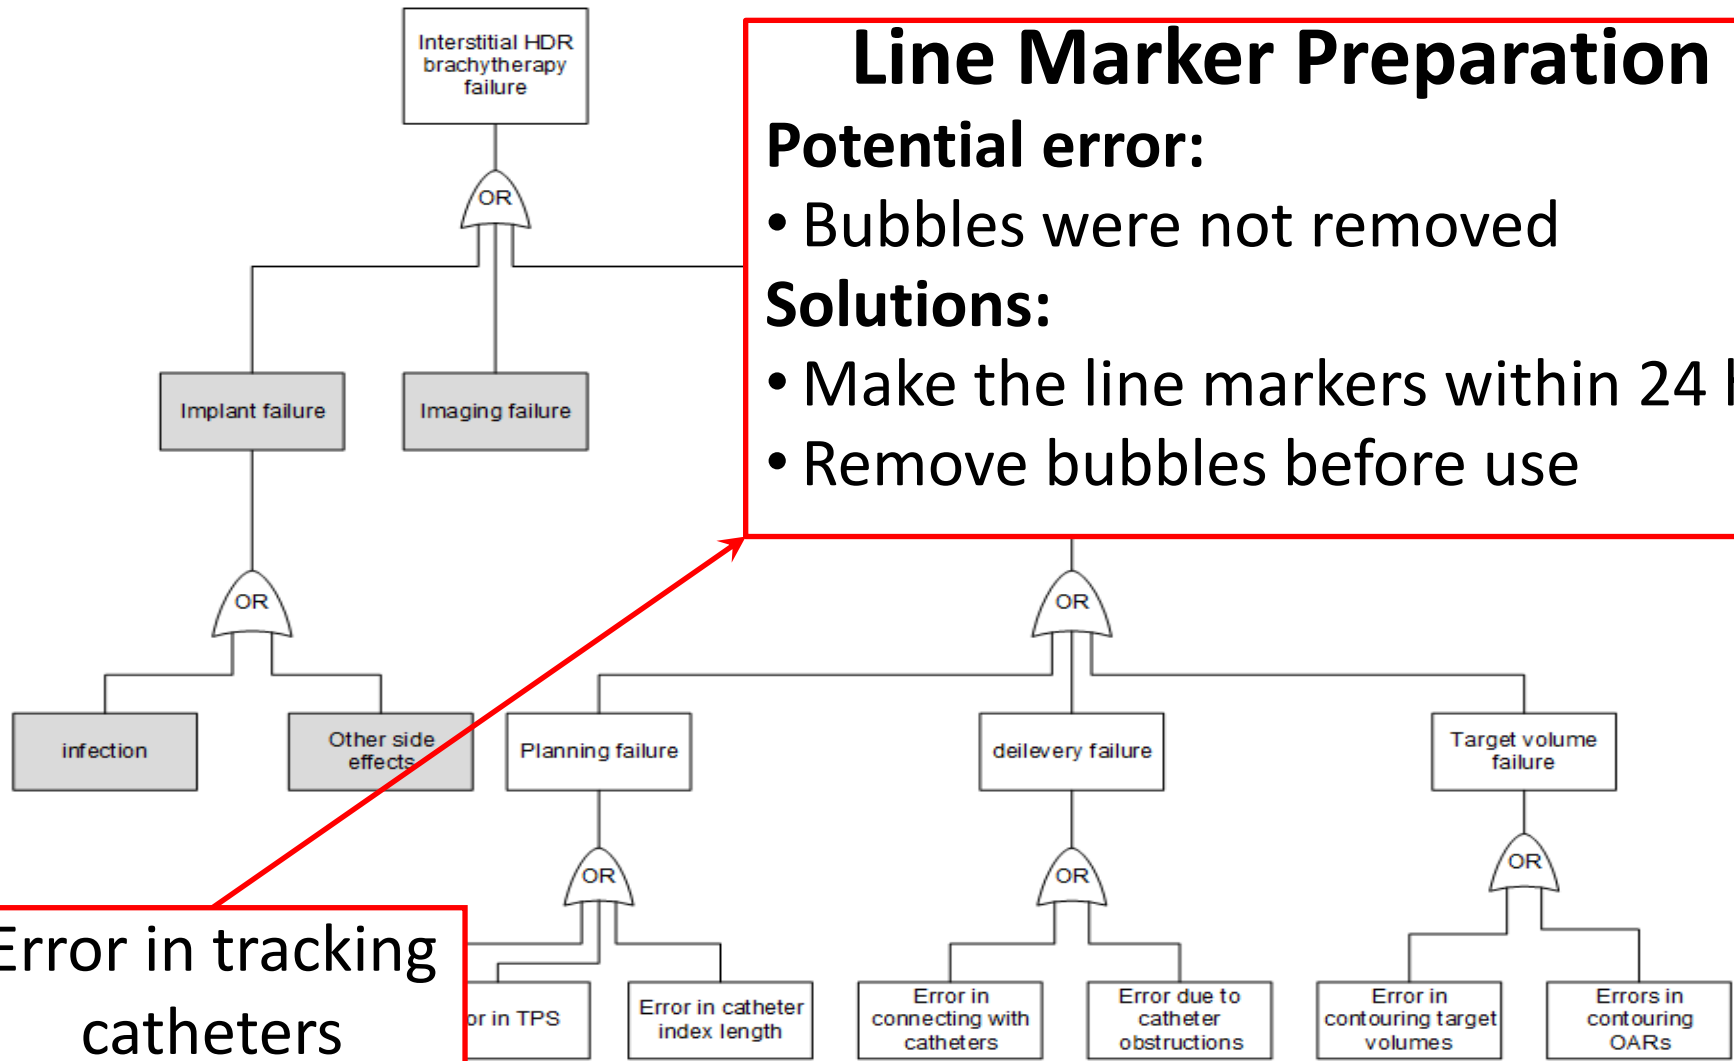 Interstitial HDR
brachytherapy
failure
Line Marker Preparation
Potential error:
• Bubbles were not removed
Solutions:
• Make the line markers within 24
• Remove bubbles before use
OR
Implant failure
Imaging failure
OR
OR
infection
Other side
effects
Planning failure
deilevery failure
Target volume
failure
OR
OR
OR
Error in tracking
catheters
in TPS
Error in catheter
index length
Error in
connecting with
catheters
Error due to
catheter
obstructions
Error in
contouring target
volumes
Errors in
contouring
OARs